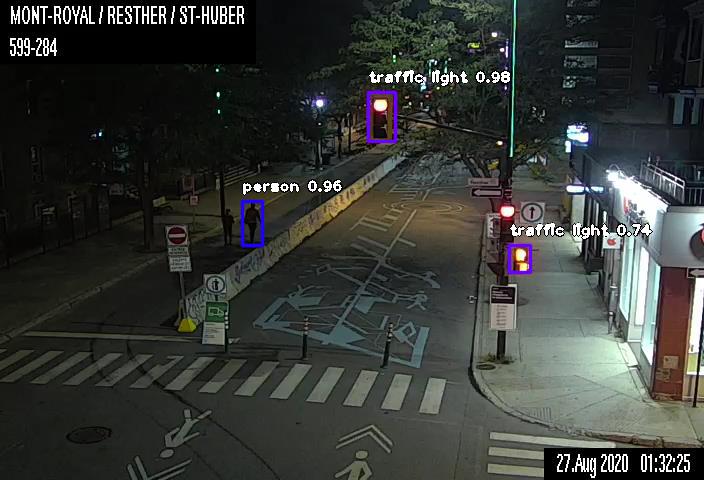 MONT-ROYAL / RESTHER / ST-HUBER
599-284
traffic light 0.98
person 0.96
traffic light 0.74
27.Aug 2020 01:32:25